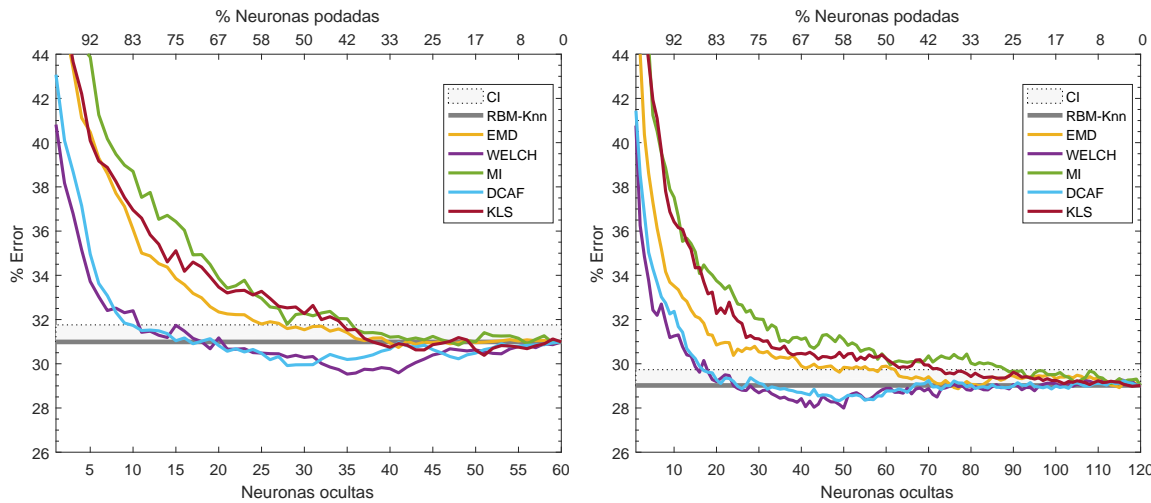 % Neuronas podadas
92 83 75 67 58 52 42 33 25 17 8 0
44
42
40
38
36
34
32
30
28
26
% Error
CI
RBM-Knn
EMD
WELCH
MI
DCAF
KLS
5 10 15 20 25 30 35 40 45 50 55 60
Neuronas ocultas
% Neuronas podadas
92 83 75 67 58 50 42 33 25 17 8 0
44
42
40
38
36
34
32
30
28
26
% Error
CI
RBM-Knn
EMD
WELCH
MI
DCAF
KLS
10 20 30 40 50 60 70 80 90 100 110 120
Neuronas ocultas